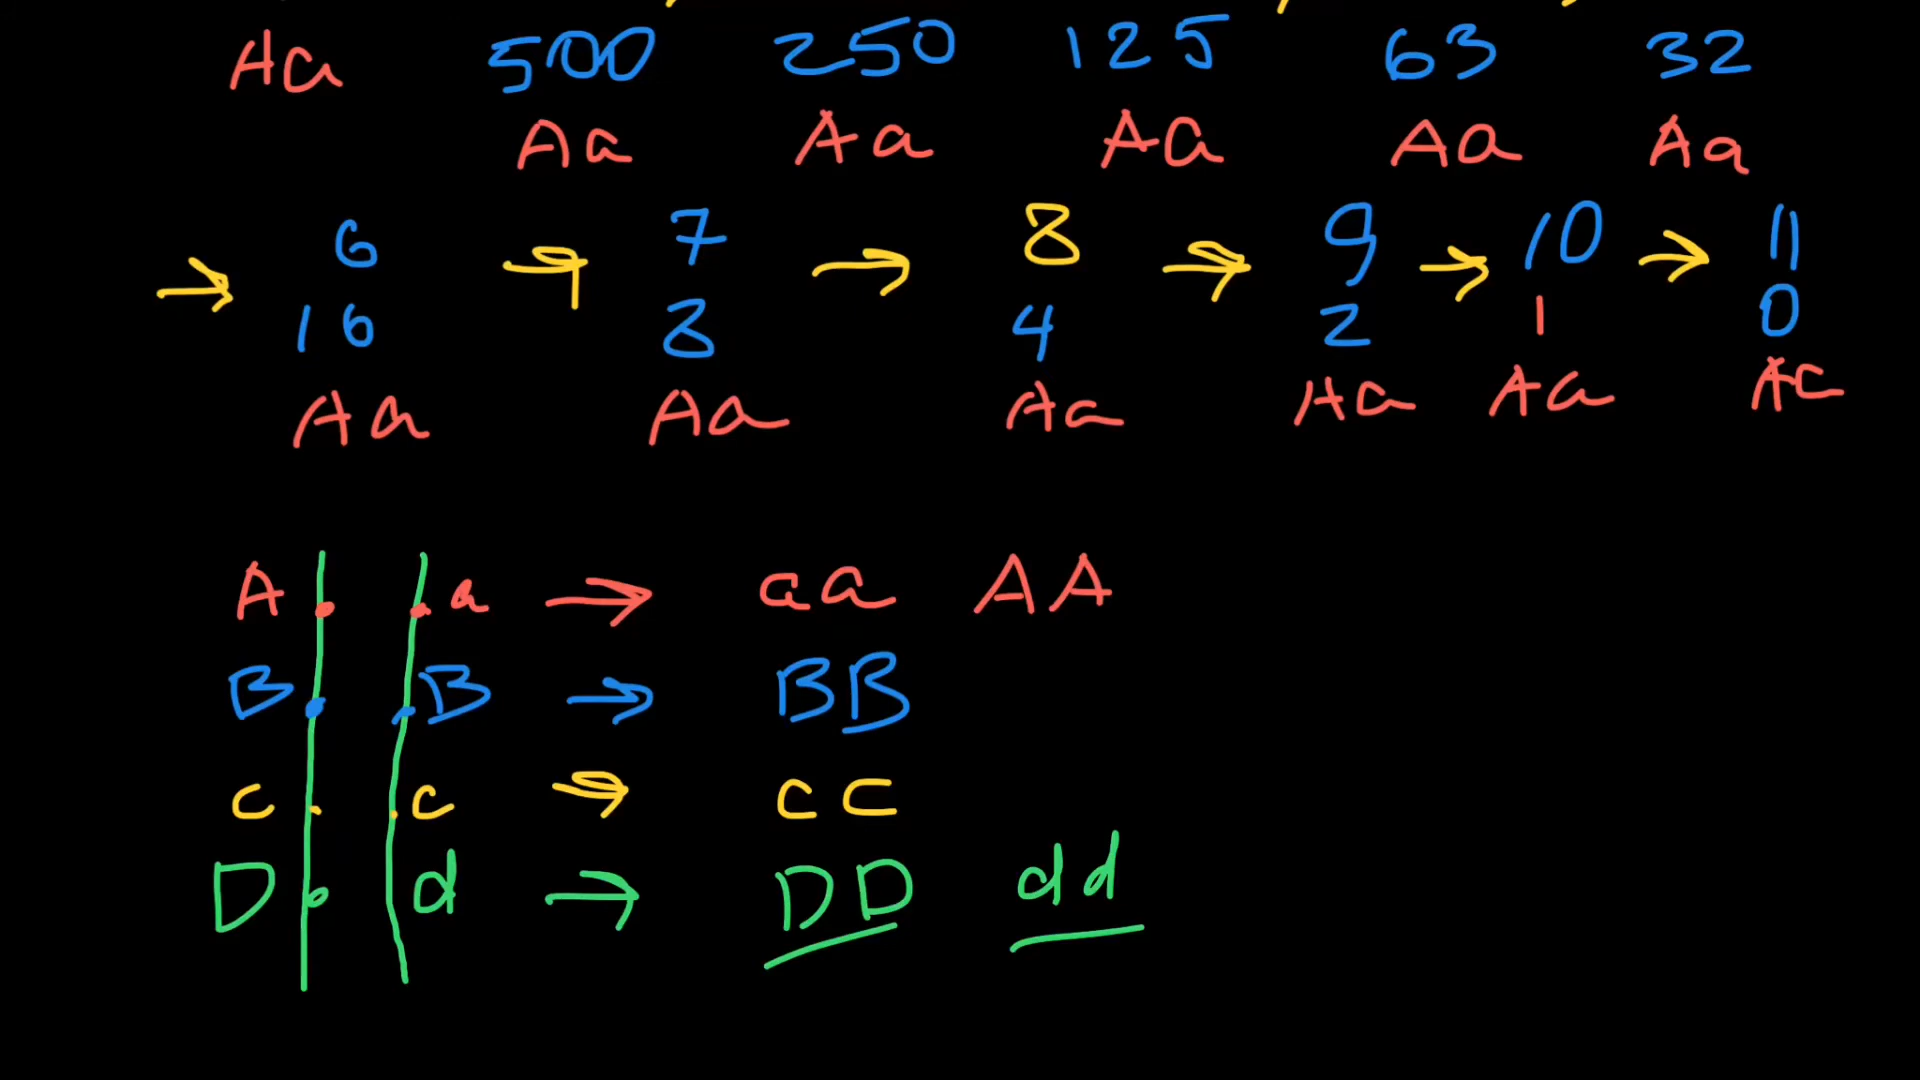 Aa 500 250 125 63 32
Aa Aa Aa Aa Aa
→ 6 → 7 → 8 → 9 → 10 → 11
16 8 4 2 1 0
Aa Aa Aa Aa Aa Aa
A a → aa AA
B B → BB
c c → cc
D d → DD dd